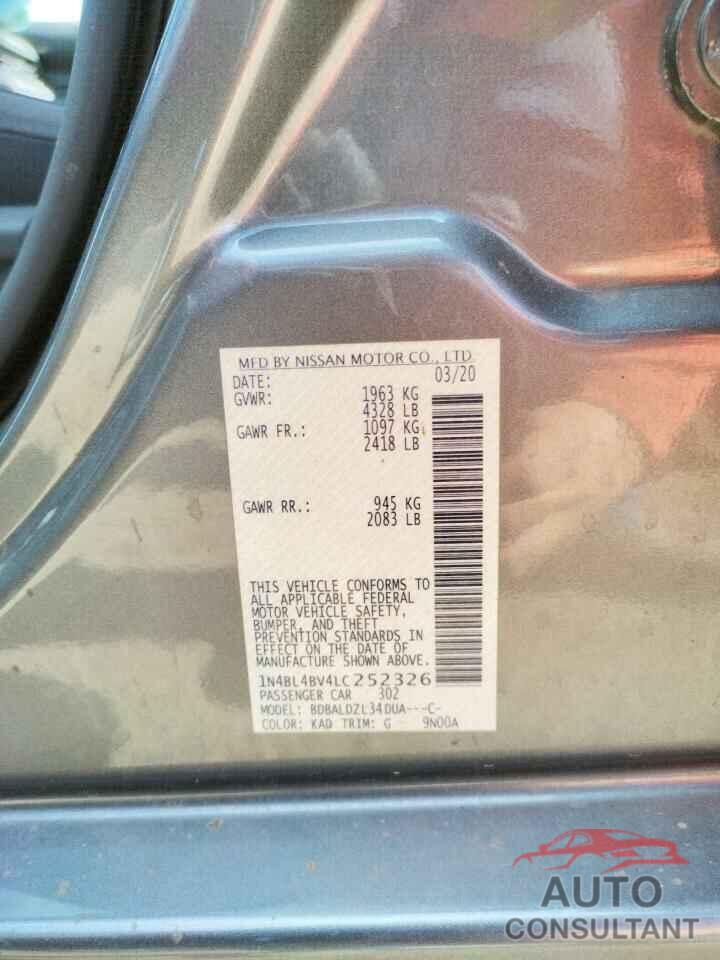 MFD BY NISSAN MOTOR CO., LTD
DATE: 03/20
GVWR: 1963 KG
4328 LB
GAWR FR.: 1097 KG
2418 LB
GAWR RR.: 945 KG
2083 LB
THIS VEHICLE CONFORMS TO
ALL APPLICABLE FEDERAL
MOTOR VEHICLE SAFETY,
BUMPER, AND THEFT
PREVENTION STANDARDS IN
EFFECT ON THE DATE OF
MANUFACTURE SHOWN ABOVE.
1N4BL4BV4LC252326
PASSENGER CAR 302
MODEL: BDBALDZL34DUA---C-
COLOR: KAD TRIM: G - 9N00A
AUTO
CONSULTANT